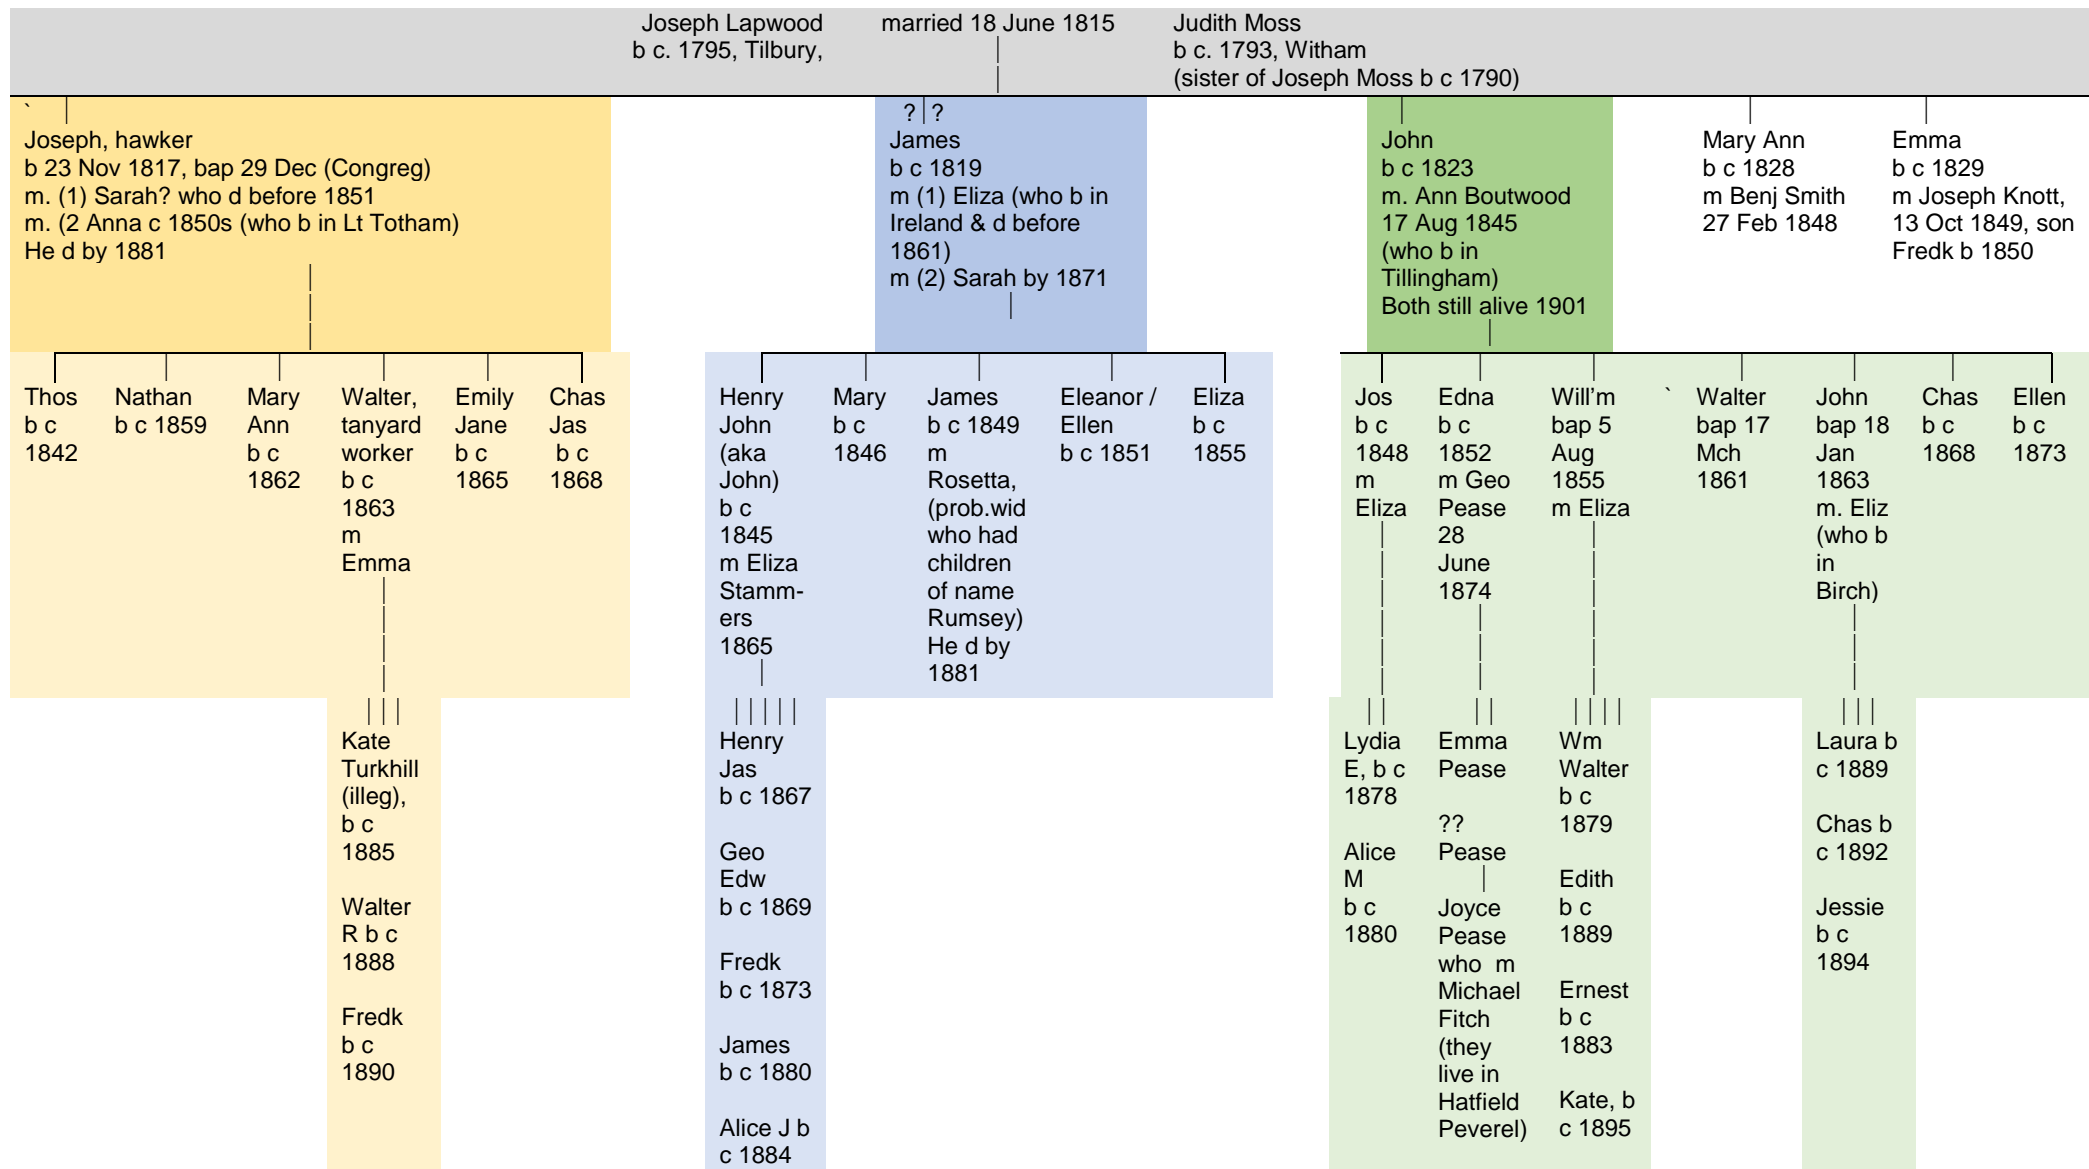 Joseph Lapwood
b c. 1795, Tilbury,
married 18 June 1815
Judith Moss
b c. 1793, Witham
(sister of Joseph Moss b c 1790)
`
Joseph, hawker
b 23 Nov 1817, bap 29 Dec (Congreg)
m. (1) Sarah? who d before 1851
m. (2 Anna c 1850s (who b in Lt Totham)
He d by 1881
? ?
James
b c 1819
m (1) Eliza (who b in
Ireland & d before
1861)
m (2) Sarah by 1871
John
b c 1823
m. Ann Boutwood
17 Aug 1845
(who b in
Tillingham)
Both still alive 1901
Mary Ann
b c 1828
m Benj Smith
27 Feb 1848
Emma
b c 1829
m Joseph Knott,
13 Oct 1849, son
Fredk b 1850
Thos
b c
1842
Nathan
b c 1859
Mary
Ann
b c
1862
Walter,
tanyard
worker
b c
1863
m
Emma
Emily
Jane
b c
1865
Chas
Jas
b c
1868
Henry
John
(aka
John)
b c
1845
m Eliza
Stamm-
ers
1865
Mary
b c
1846
James
b c 1849
m
Rosetta,
(prob.wid
who had
children
of name
Rumsey)
He d by
1881
Eleanor /
Ellen
b c 1851
Eliza
b c
1855
Jos
b c
1848
m
Eliza
Edna
b c
1852
m Geo
Pease
28
June
1874
Will'm
bap 5
Aug
1855
m Eliza
`
Walter
bap 17
Mch
1861
John
bap 18
Jan
1863
m. Eliz
(who b
in
Birch)
Chas
b c
1868
Ellen
b c
1873
Kate
Turkhill
(illeg),
b c
1885
Walter
R b c
1888
Fredk
b c
1890
Henry
Jas
b c 1867
Geo
Edw
b c 1869
Fredk
b c 1873
James
b c 1880
Alice J b
c 1884
Lydia
E, b c
1878
Alice
M
b c
1880
Emma
Pease
??
Pease
Joyce
Pease
who m
Michael
Fitch
(they
live in
Hatfield
Peverel)
Wm
Walter
b c
1879
Edith
b c
1889
Ernest
b c
1883
Kate, b
c 1895
Laura b
c 1889
Chas b
c 1892
Jessie
b c
1894